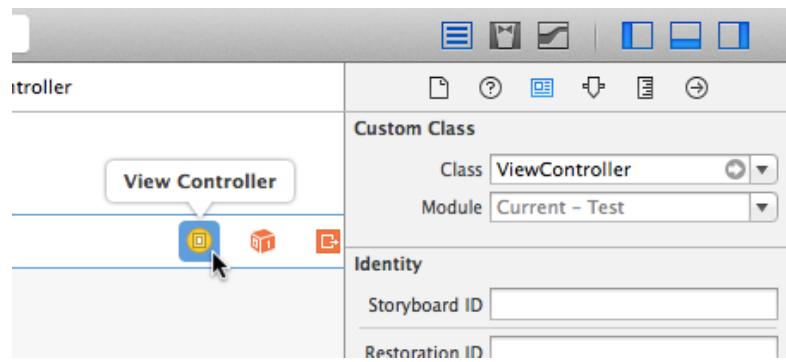 ntroller
Custom Class
Class ViewController
View Controller
Module Current – Test
Identity
Storyboard ID
Restoration ID